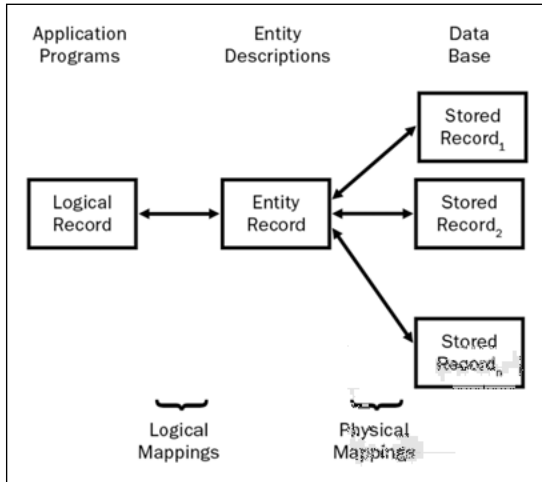 Application Entity Data
Programs Descriptions Base
Stored
Record1
Logical Entity Stored
Record Record Record2
Stored
Recordn
Logical Physical
Mappings Mappings